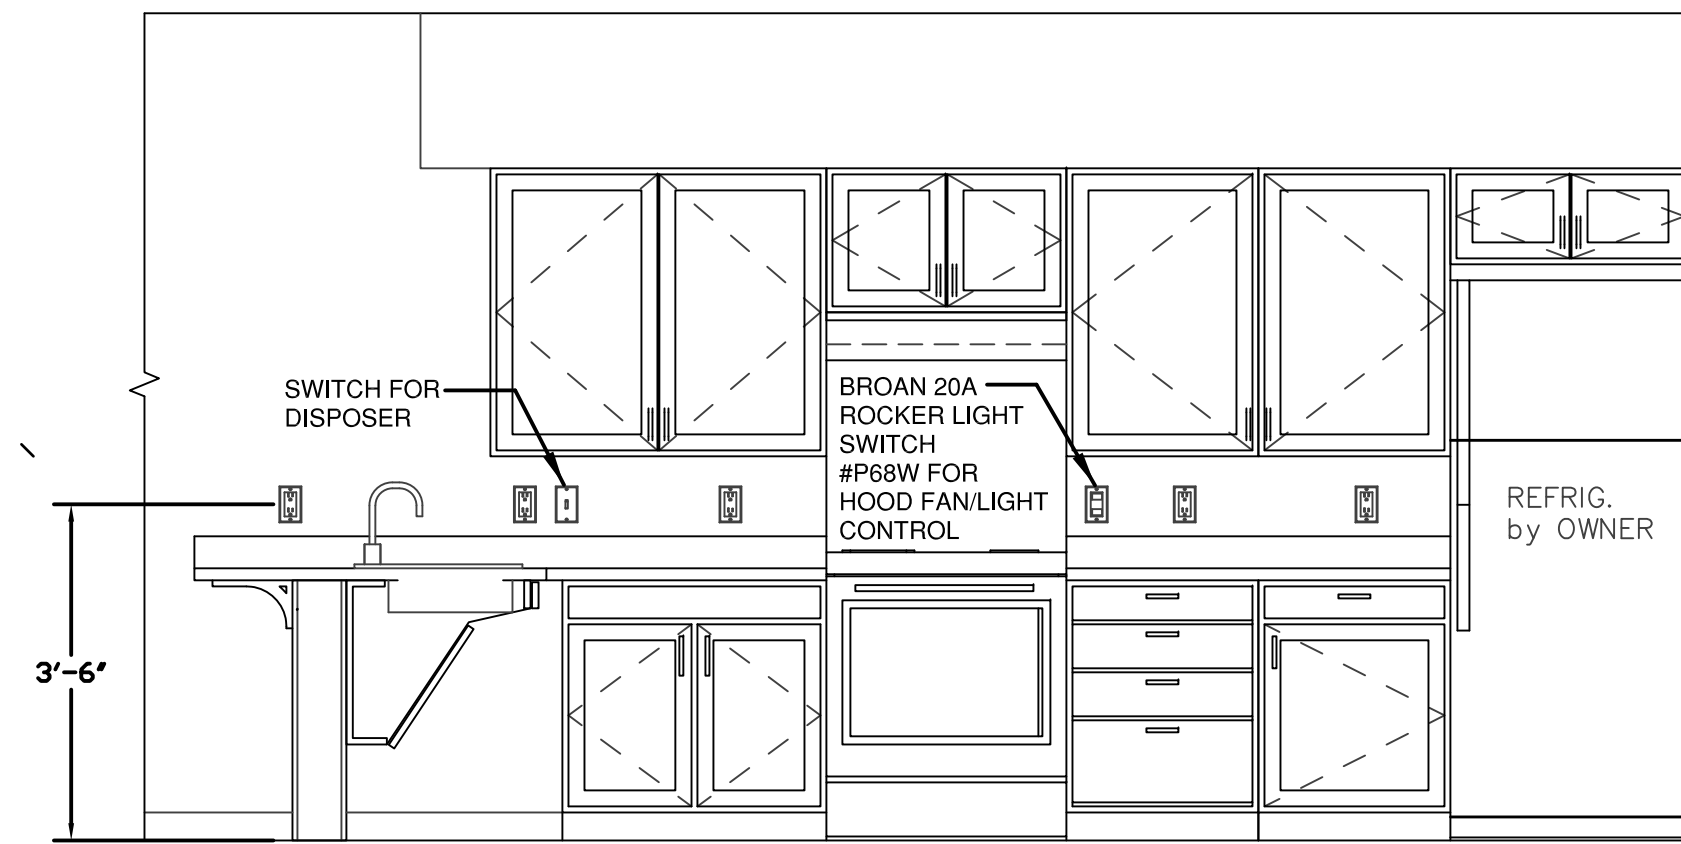 SWITCH FOR
DISPOSER
BROAN 20A
ROCKER LIGHT
SWITCH
#P68W FOR
HOOD FAN/LIGHT
CONTROL
REFRIG.
by OWNER
3'-6"